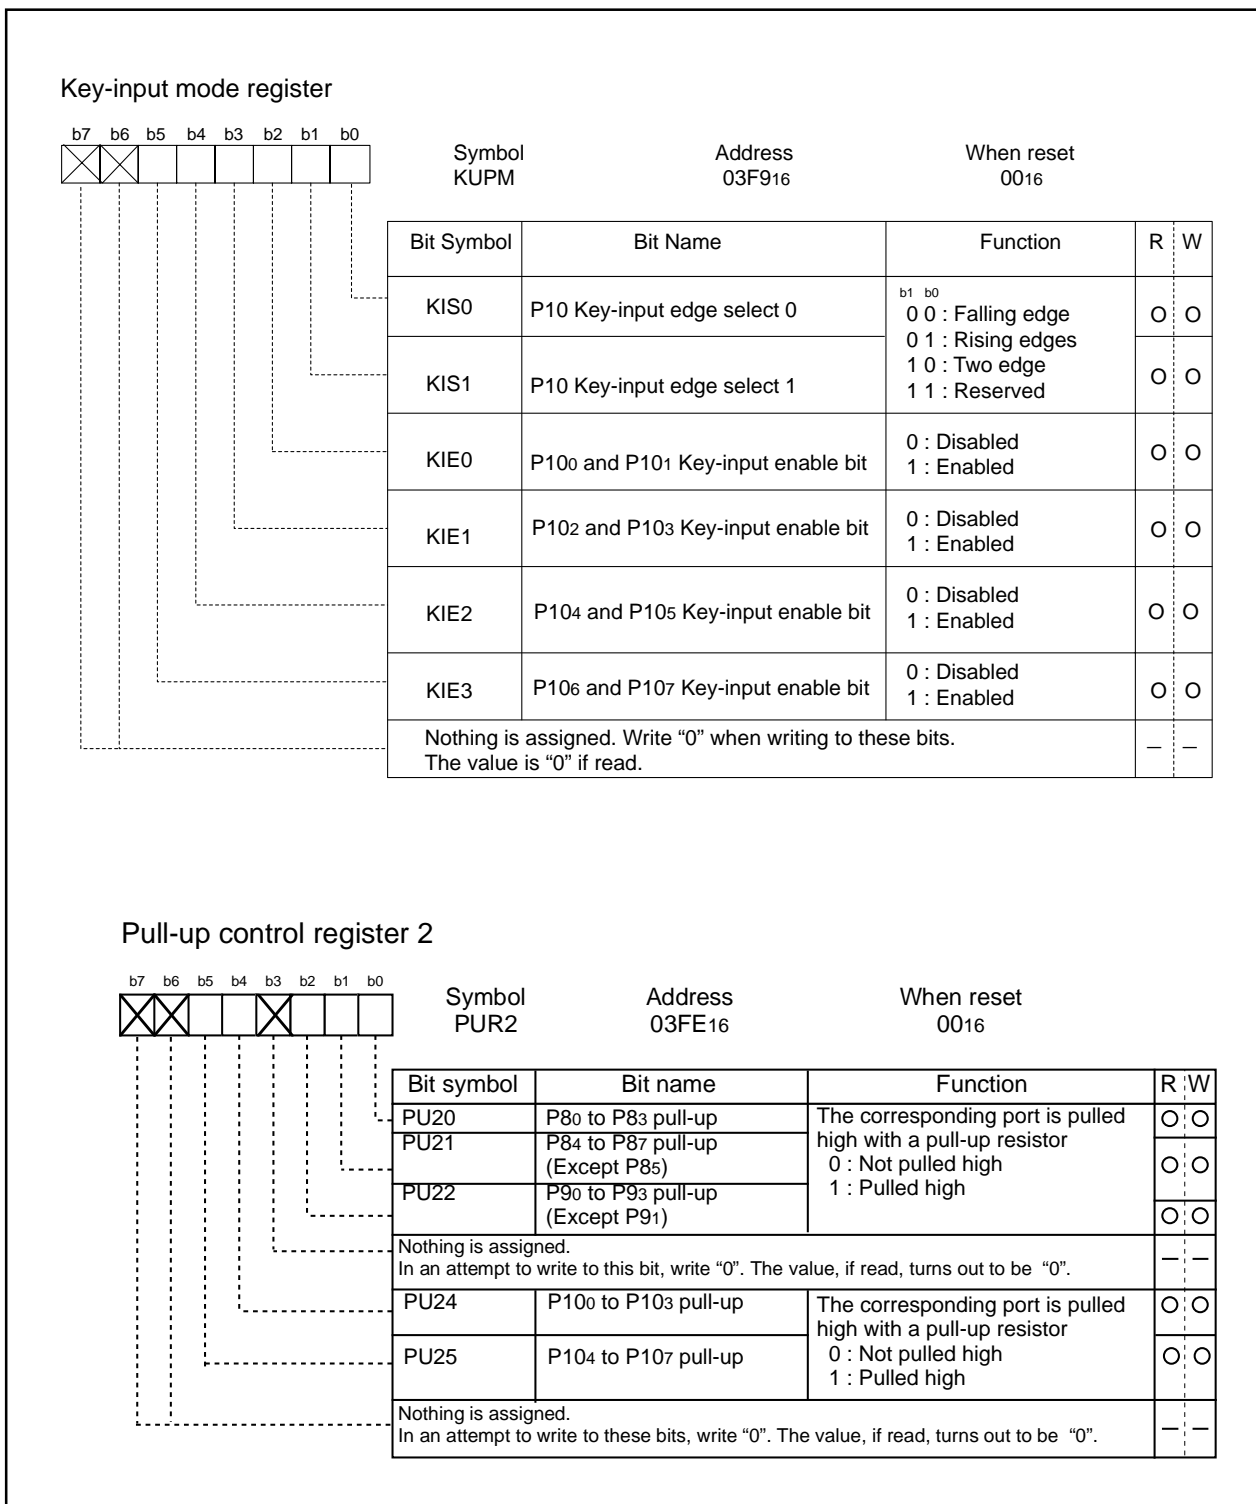 Key-input mode register
b7 b6 b5 b4 b3 b2 b1 b0
Symbol Address When reset
KUPM 03F916 0016
Bit Symbol Bit Name Function R W
b1 b0
KIS0 P10 Key-input edge select 0 0 0 : Falling edge O O
0 1 : Rising edges
1 0 : Two edge
KIS1 P10 Key-input edge select 1 1 1 : Reserved O O
0 : Disabled
KIE0 P100 and P101 Key-input enable bit 1 : Enabled O O
0 : Disabled
KIE1 P102 and P103 Key-input enable bit 1 : Enabled O O
0 : Disabled
KIE2 P104 and P105 Key-input enable bit 1 : Enabled O O
0 : Disabled
KIE3 P106 and P107 Key-input enable bit 1 : Enabled O O
Nothing is assigned. Write “0” when writing to these bits. – –
The value is “0” if read.
Pull-up control register 2
b7 b6 b5 b4 b3 b2 b1 b0
Symbol Address When reset
PUR2 03FE16 0016
Bit symbol Bit name Function R W
PU20 P80 to P83 pull-up The corresponding port is pulled O O
PU21 P84 to P87 pull-up high with a pull-up resistor
(Except P85) 0 : Not pulled high O O
PU22 P90 to P93 pull-up 1 : Pulled high
(Except P91) O O
Nothing is assigned.
In an attempt to write to this bit, write “0”. The value, if read, turns out to be “0”. – –
PU24 P100 to P103 pull-up The corresponding port is pulled O O
high with a pull-up resistor
PU25 P104 to P107 pull-up 0 : Not pulled high O O
1 : Pulled high
Nothing is assigned.
In an attempt to write to these bits, write “0”. The value, if read, turns out to be “0”. – –